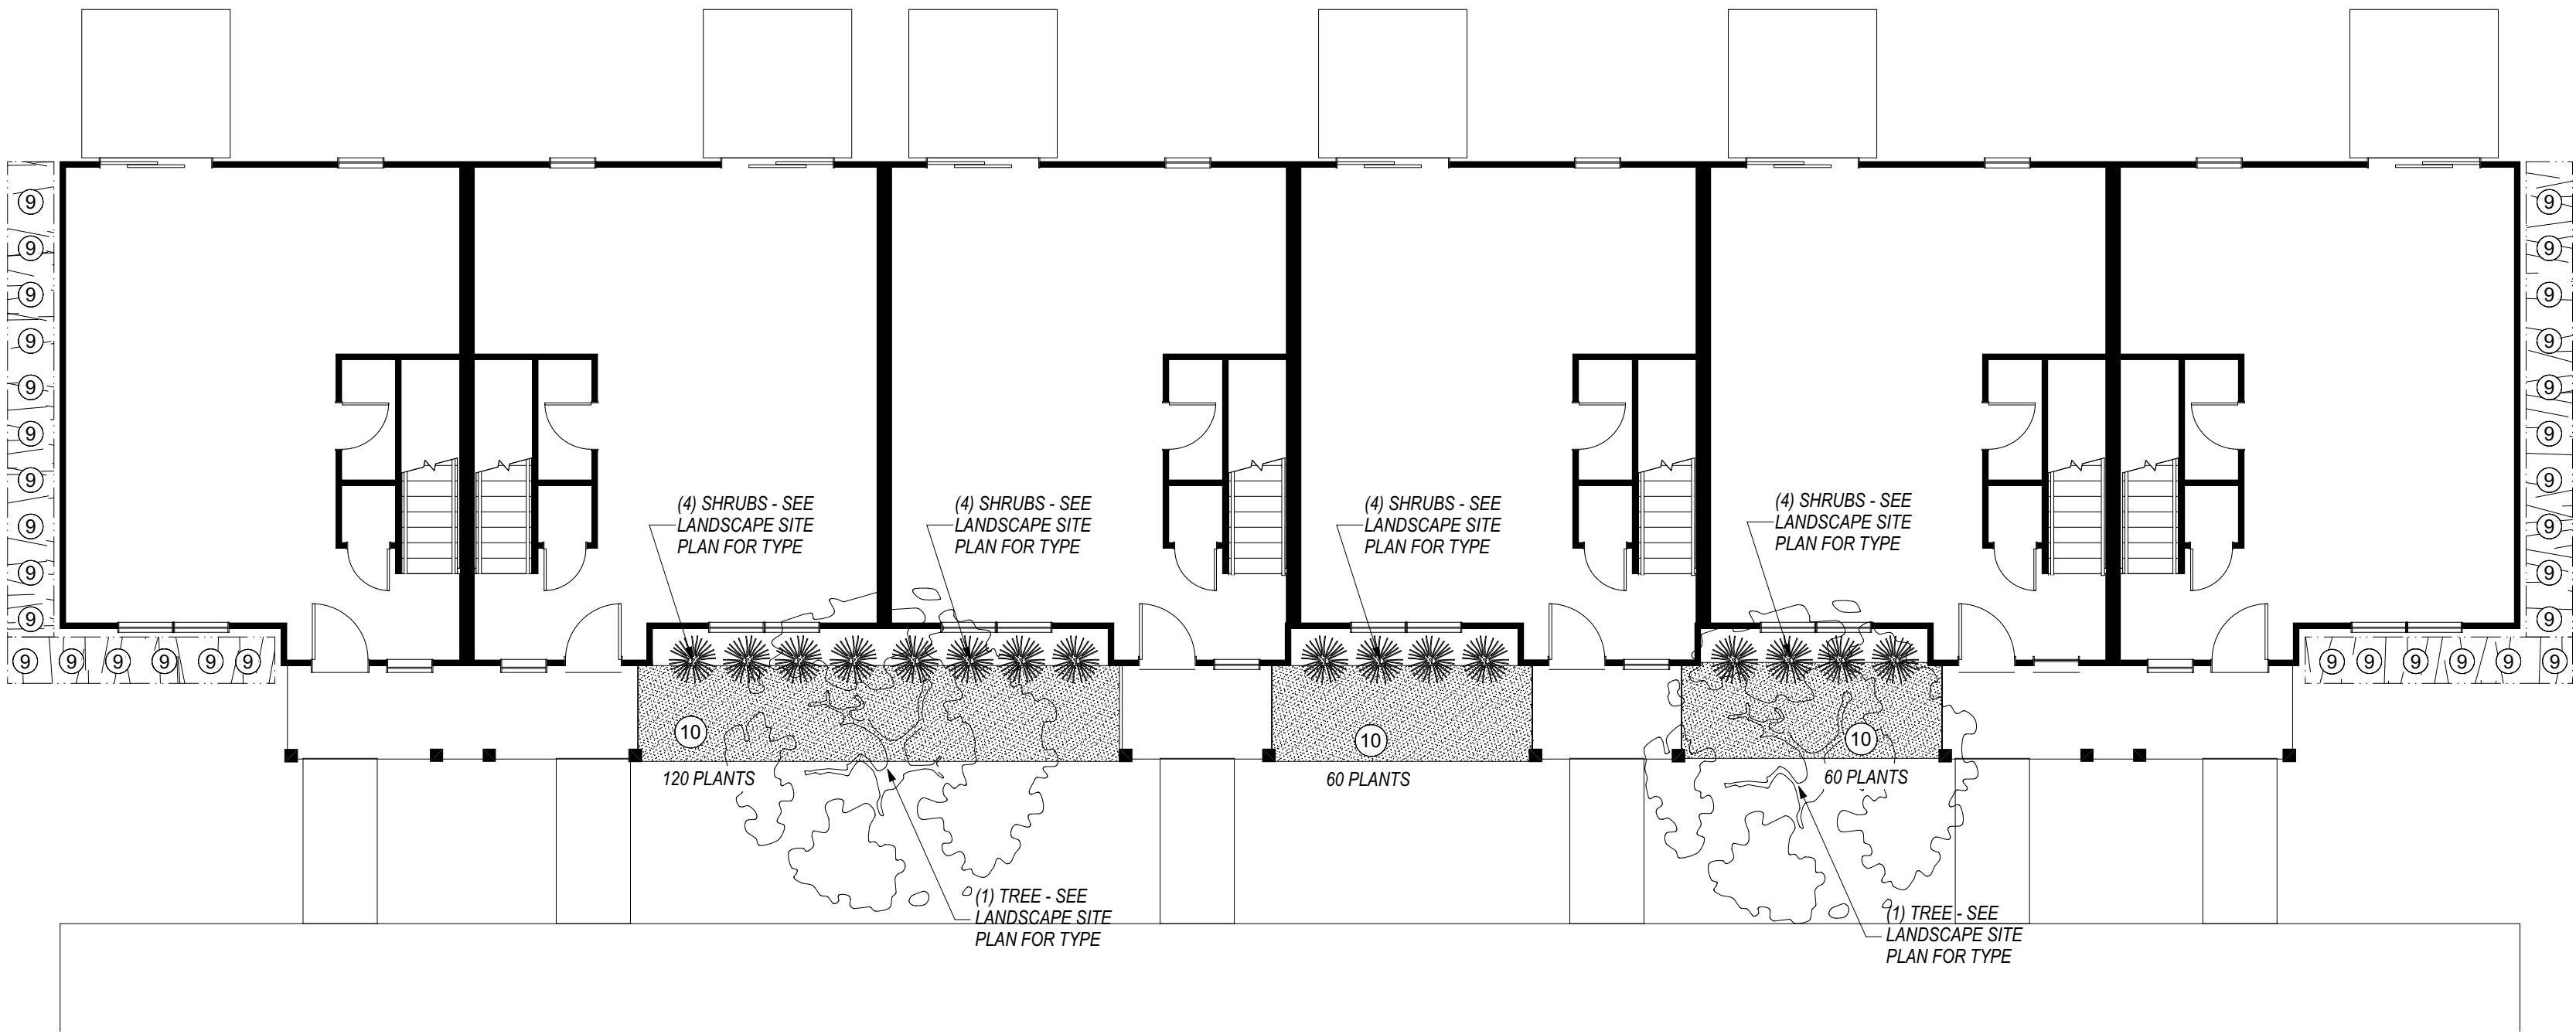 9
9
9
9
9
9
9
9
9
9
9 9 9 9 9 9
(4) SHRUBS - SEE
LANDSCAPE SITE
PLAN FOR TYPE
(4) SHRUBS - SEE
LANDSCAPE SITE
PLAN FOR TYPE
(4) SHRUBS - SEE
LANDSCAPE SITE
PLAN FOR TYPE
(4) SHRUBS - SEE
LANDSCAPE SITE
PLAN FOR TYPE
9
9
9
9
9
9
9
9
9
9
9 9 9 9 9 9
10
120 PLANTS
10
60 PLANTS
10
60 PLANTS
(1) TREE - SEE
LANDSCAPE SITE
PLAN FOR TYPE
(1) TREE - SEE
LANDSCAPE SITE
PLAN FOR TYPE